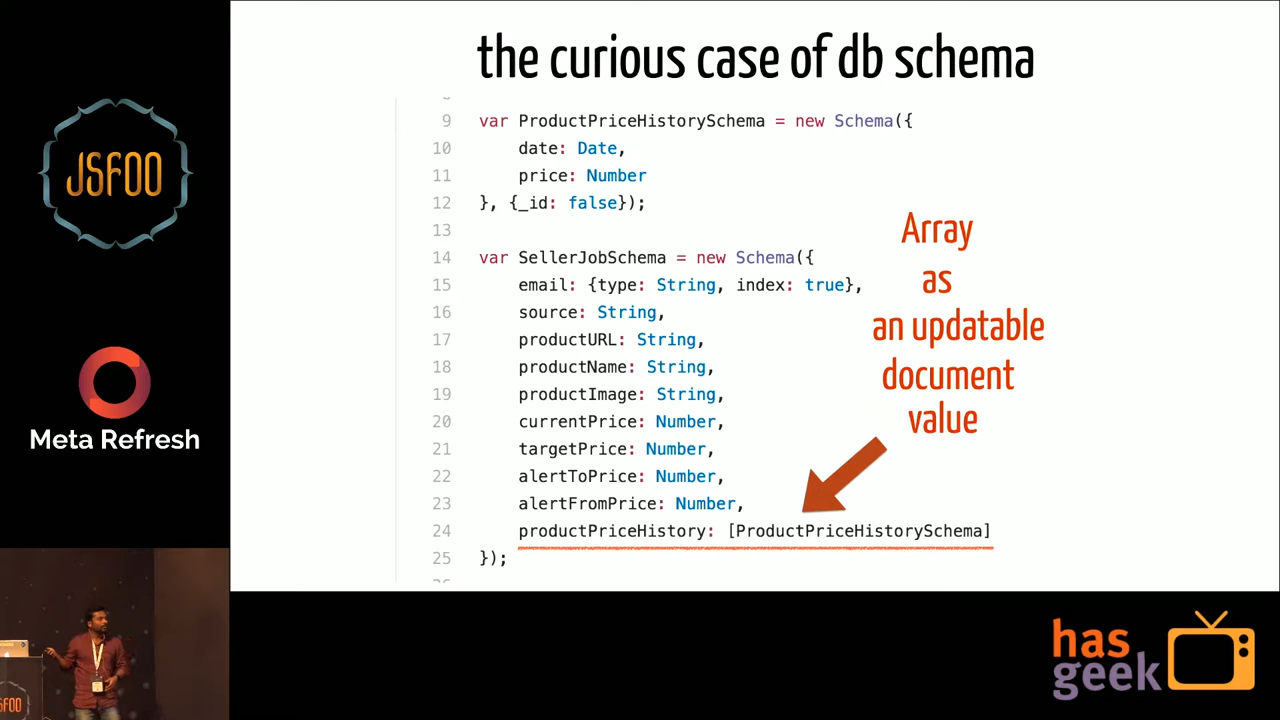 the curious case of db schema
JSFOO
Meta Refresh
9 var ProductPriceHistorySchema = new Schema({
10 date: Date,
11 price: Number
12 }, {_id: false});
13
14 var SellerJobSchema = new Schema({
15 email: {type: String, index: true},
16 source: String,
17 productURL: String,
18 productName: String,
19 productImage: String,
20 currentPrice: Number,
21 targetPrice: Number,
22 alertToPrice: Number,
23 alertFromPrice: Number,
24 productPriceHistory: [ProductPriceHistorySchema]
25 });
Array
as
an updatable
document
value
has
geek